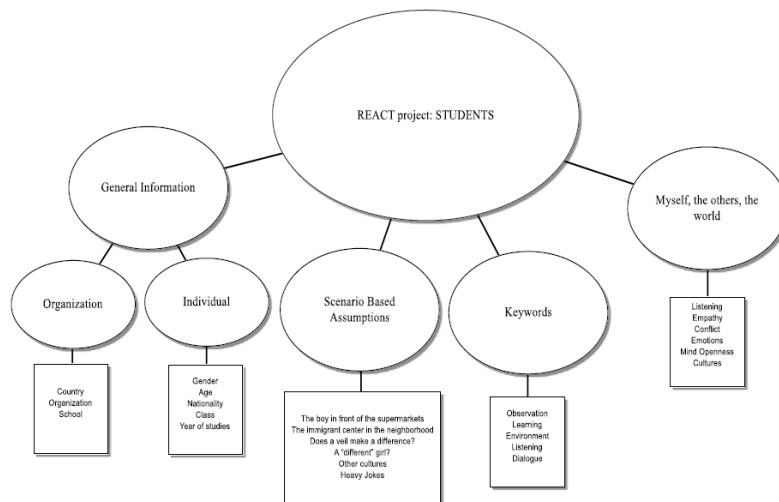 REACT project: STUDENTS
General Information
Myself, the others, the
world
Organization
Individual
Scenario Based
Assumptions
Keywords
Country
Organization
School
Gender
Age
Nationality
Class
Year of studies
The boy in front of the supermarkets
The immigrant center in the neighborhood
Does a veil make a difference?
A "different" girl?
Other cultures
Heavy Jokes
Observation
Learning
Environment
Listening
Dialogue
Listening
Empathy
Conflict
Emotions
Mind Openness
Cultures